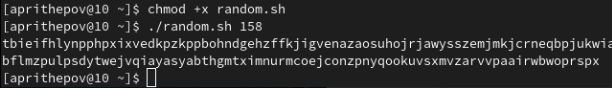 [aprithepov@10 ~]$ chmod +x random.sh
[aprithepov@10 ~]$ ./random.sh 158
tbieifhlynpphpxixvedkpzkppbohndgehzffkjigvenazaosuhojrjawysszemjmkjcrneqbpjukwia
bflmzpulpsdytwejvqiayasyabthgmtximnurmcoejconzpnyqookuvsxmvzarvvpaairwbwoprspx
[aprithepov@10 ~]$